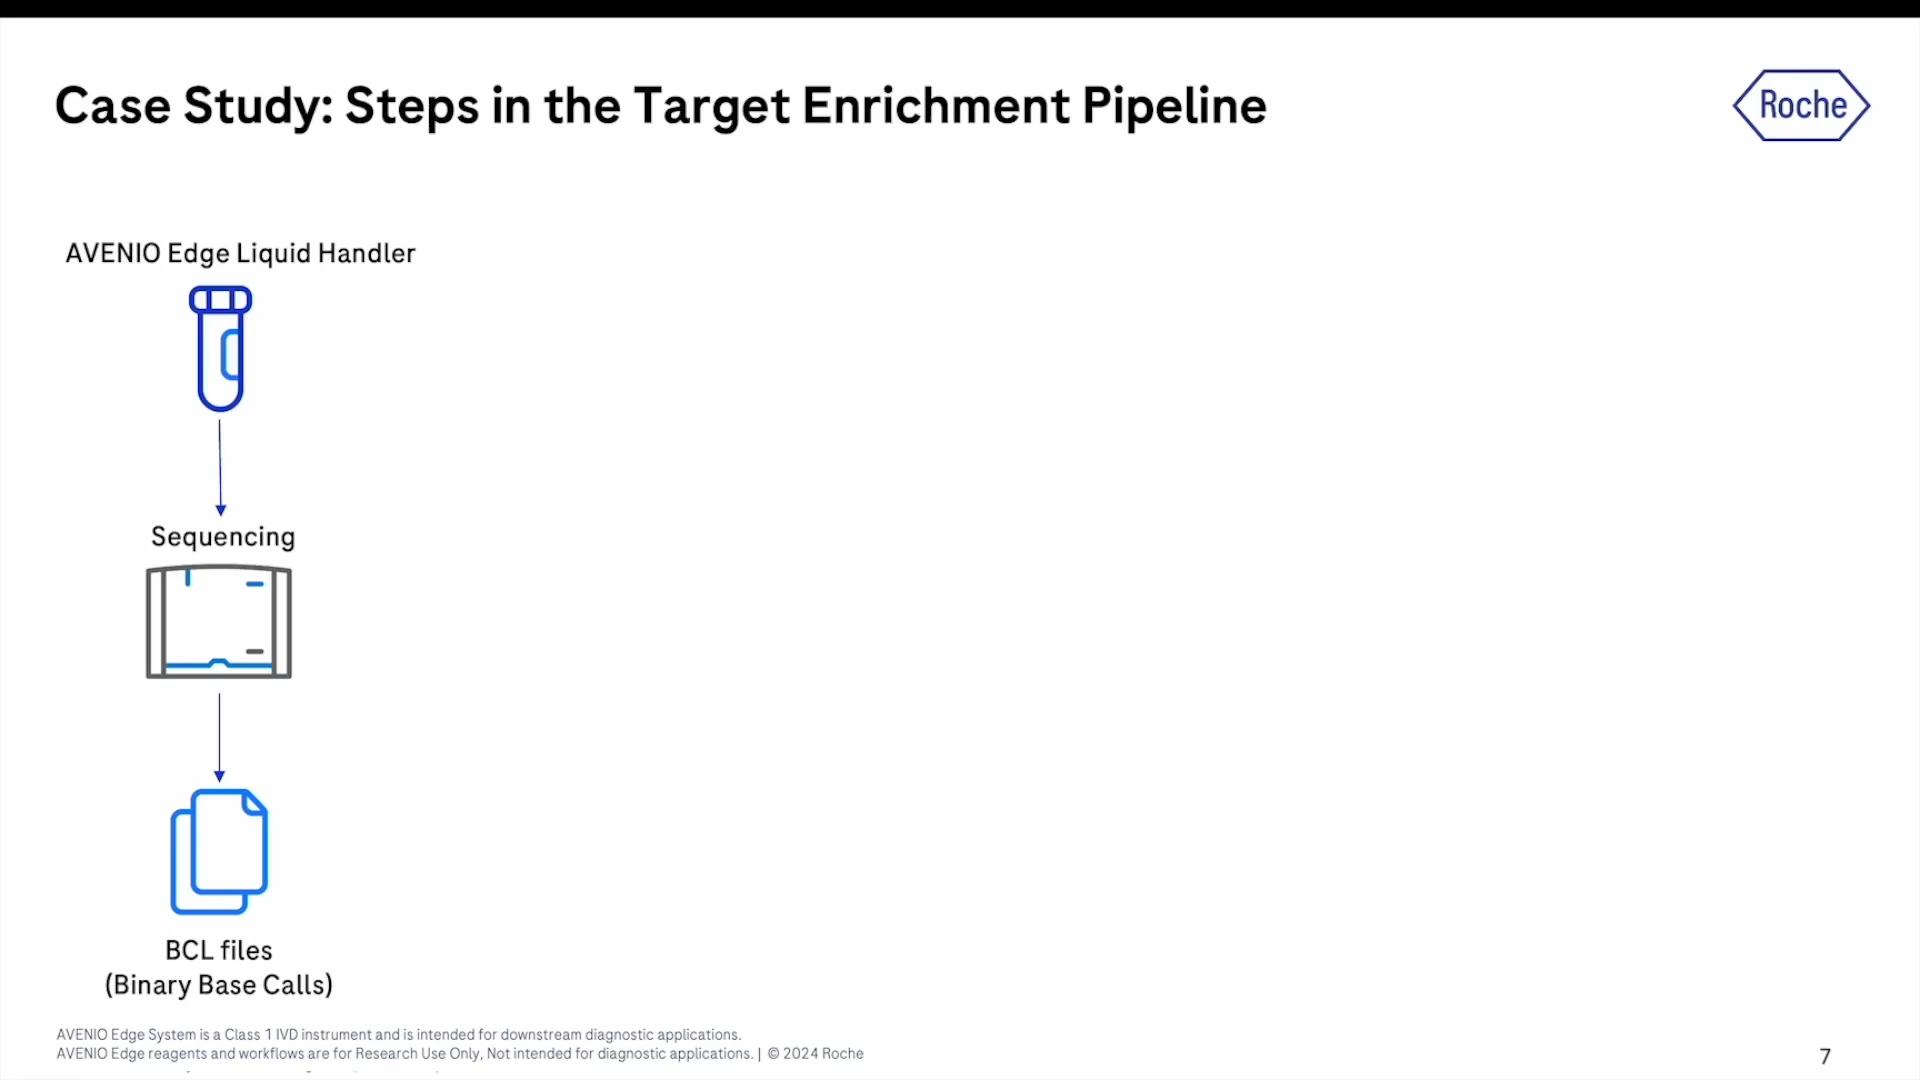 Case Study: Steps in the Target Enrichment Pipeline
Roche
AVENIO Edge Liquid Handler
Sequencing
BCL files
(Binary Base Calls)
AVENIO Edge System is a Class 1 IVD instrument and is intended for downstream diagnostic applications.
AVENIO Edge reagents and workflows are for Research Use Only, Not intended for diagnostic applications. | © 2024 Roche
7